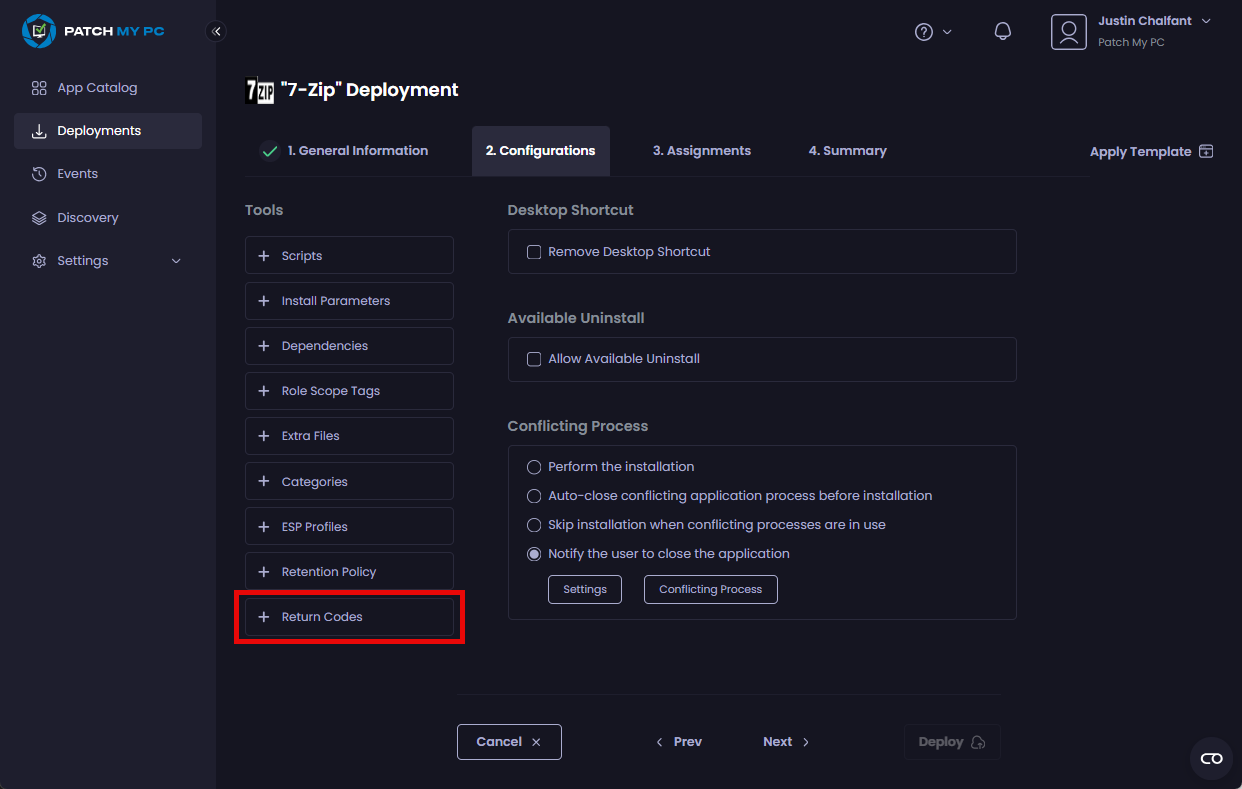 PATCH MY PC
Justin Chalfant
Patch My PC
App Catalog
Deployments
Events
Discovery
Settings
7ZIP "7-Zip" Deployment
1. General Information
2. Configurations
3. Assignments
4. Summary
Apply Template
Tools
Scripts
Install Parameters
Dependencies
Role Scope Tags
Extra Files
Categories
ESP Profiles
Retention Policy
Return Codes
Desktop Shortcut
Remove Desktop Shortcut
Available Uninstall
Allow Available Uninstall
Conflicting Process
Perform the installation
Auto-close conflicting application process before installation
Skip installation when conflicting processes are in use
Notify the user to close the application
Settings
Conflicting Process
Cancel
Prev
Next
Deploy